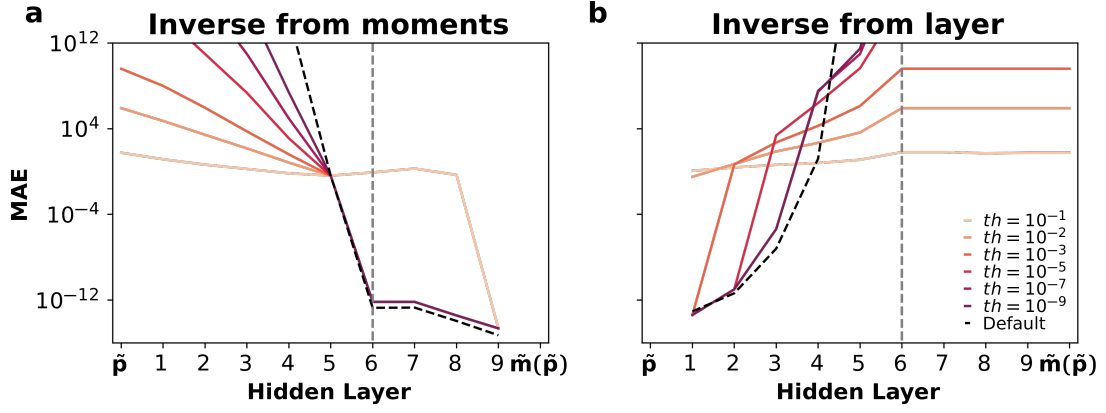 a
Inverse from moments
10^12
10^4
10^-4
10^-12
MAE
p̃ 1 2 3 4 5 6 7 8 9 m̃(p̃)
Hidden Layer
b
Inverse from layer
th = 10^-1
th = 10^-2
th = 10^-3
th = 10^-5
th = 10^-7
th = 10^-9
Default
p̃ 1 2 3 4 5 6 7 8 9 m̃(p̃)
Hidden Layer